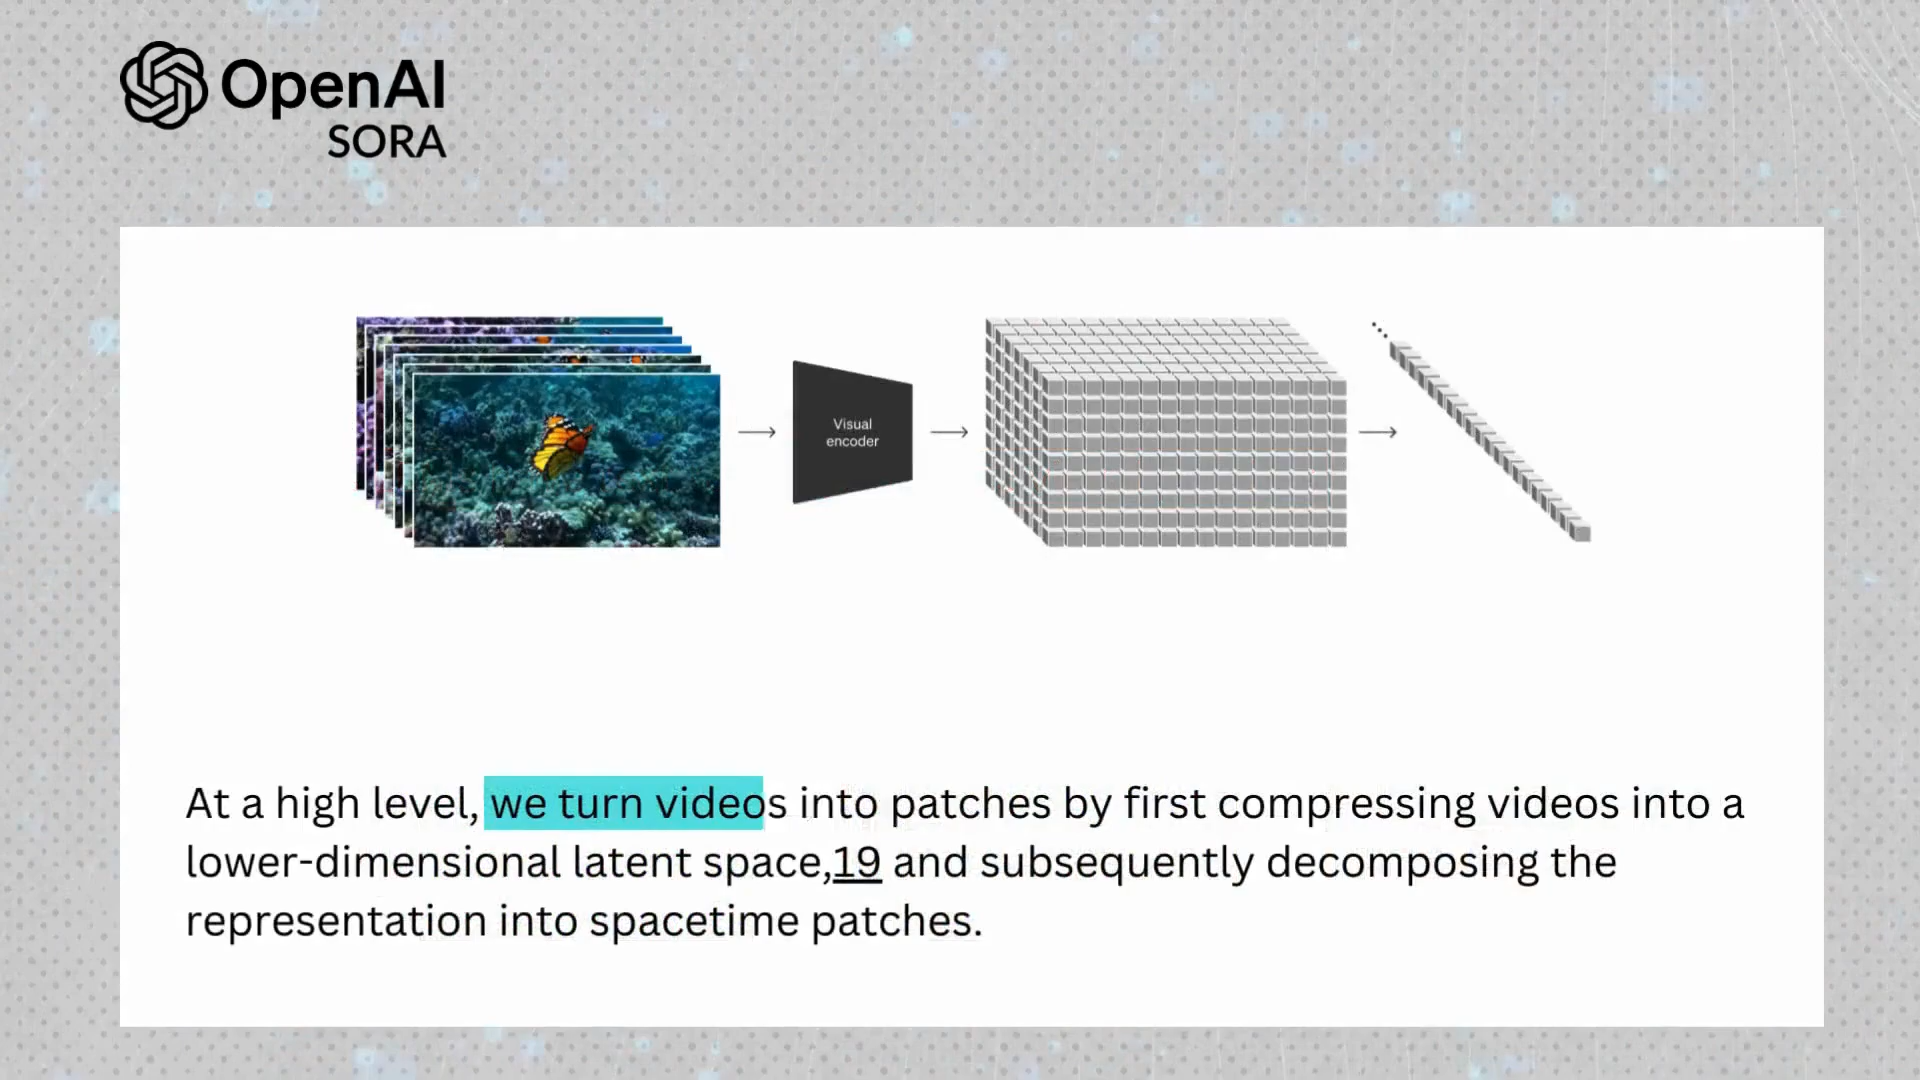 OpenAI
SORA
Visual
encoder
At a high level, we turn videos into patches by first compressing videos into a
lower-dimensional latent space,19 and subsequently decomposing the
representation into spacetime patches.